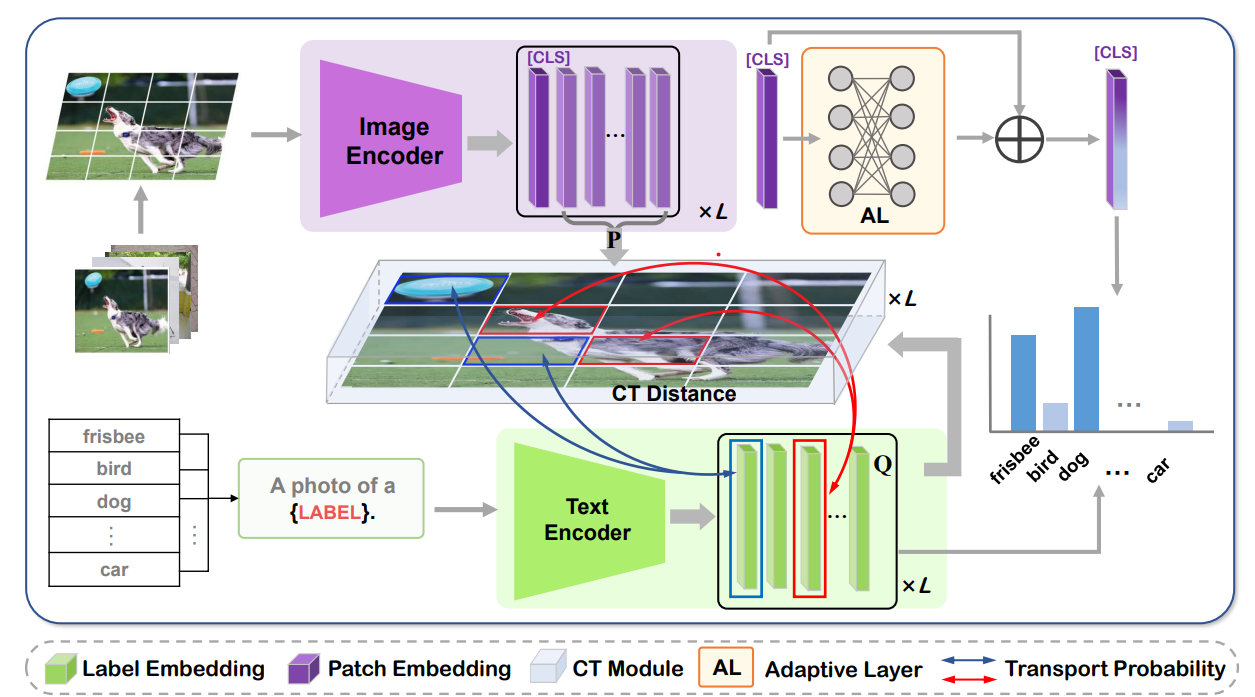 [CLS]
[CLS]
[CLS]
Image
Encoder
...
×L
AL
P
×L
CT Distance
frisbee
bird
dog
⋮
car
⋮
A photo of a
{LABEL}.
Text
Encoder
Q
...
×L
...
frisbee
bird
dog
...
car
Label Embedding
Patch Embedding
CT Module
AL
Adaptive Layer
Transport Probability